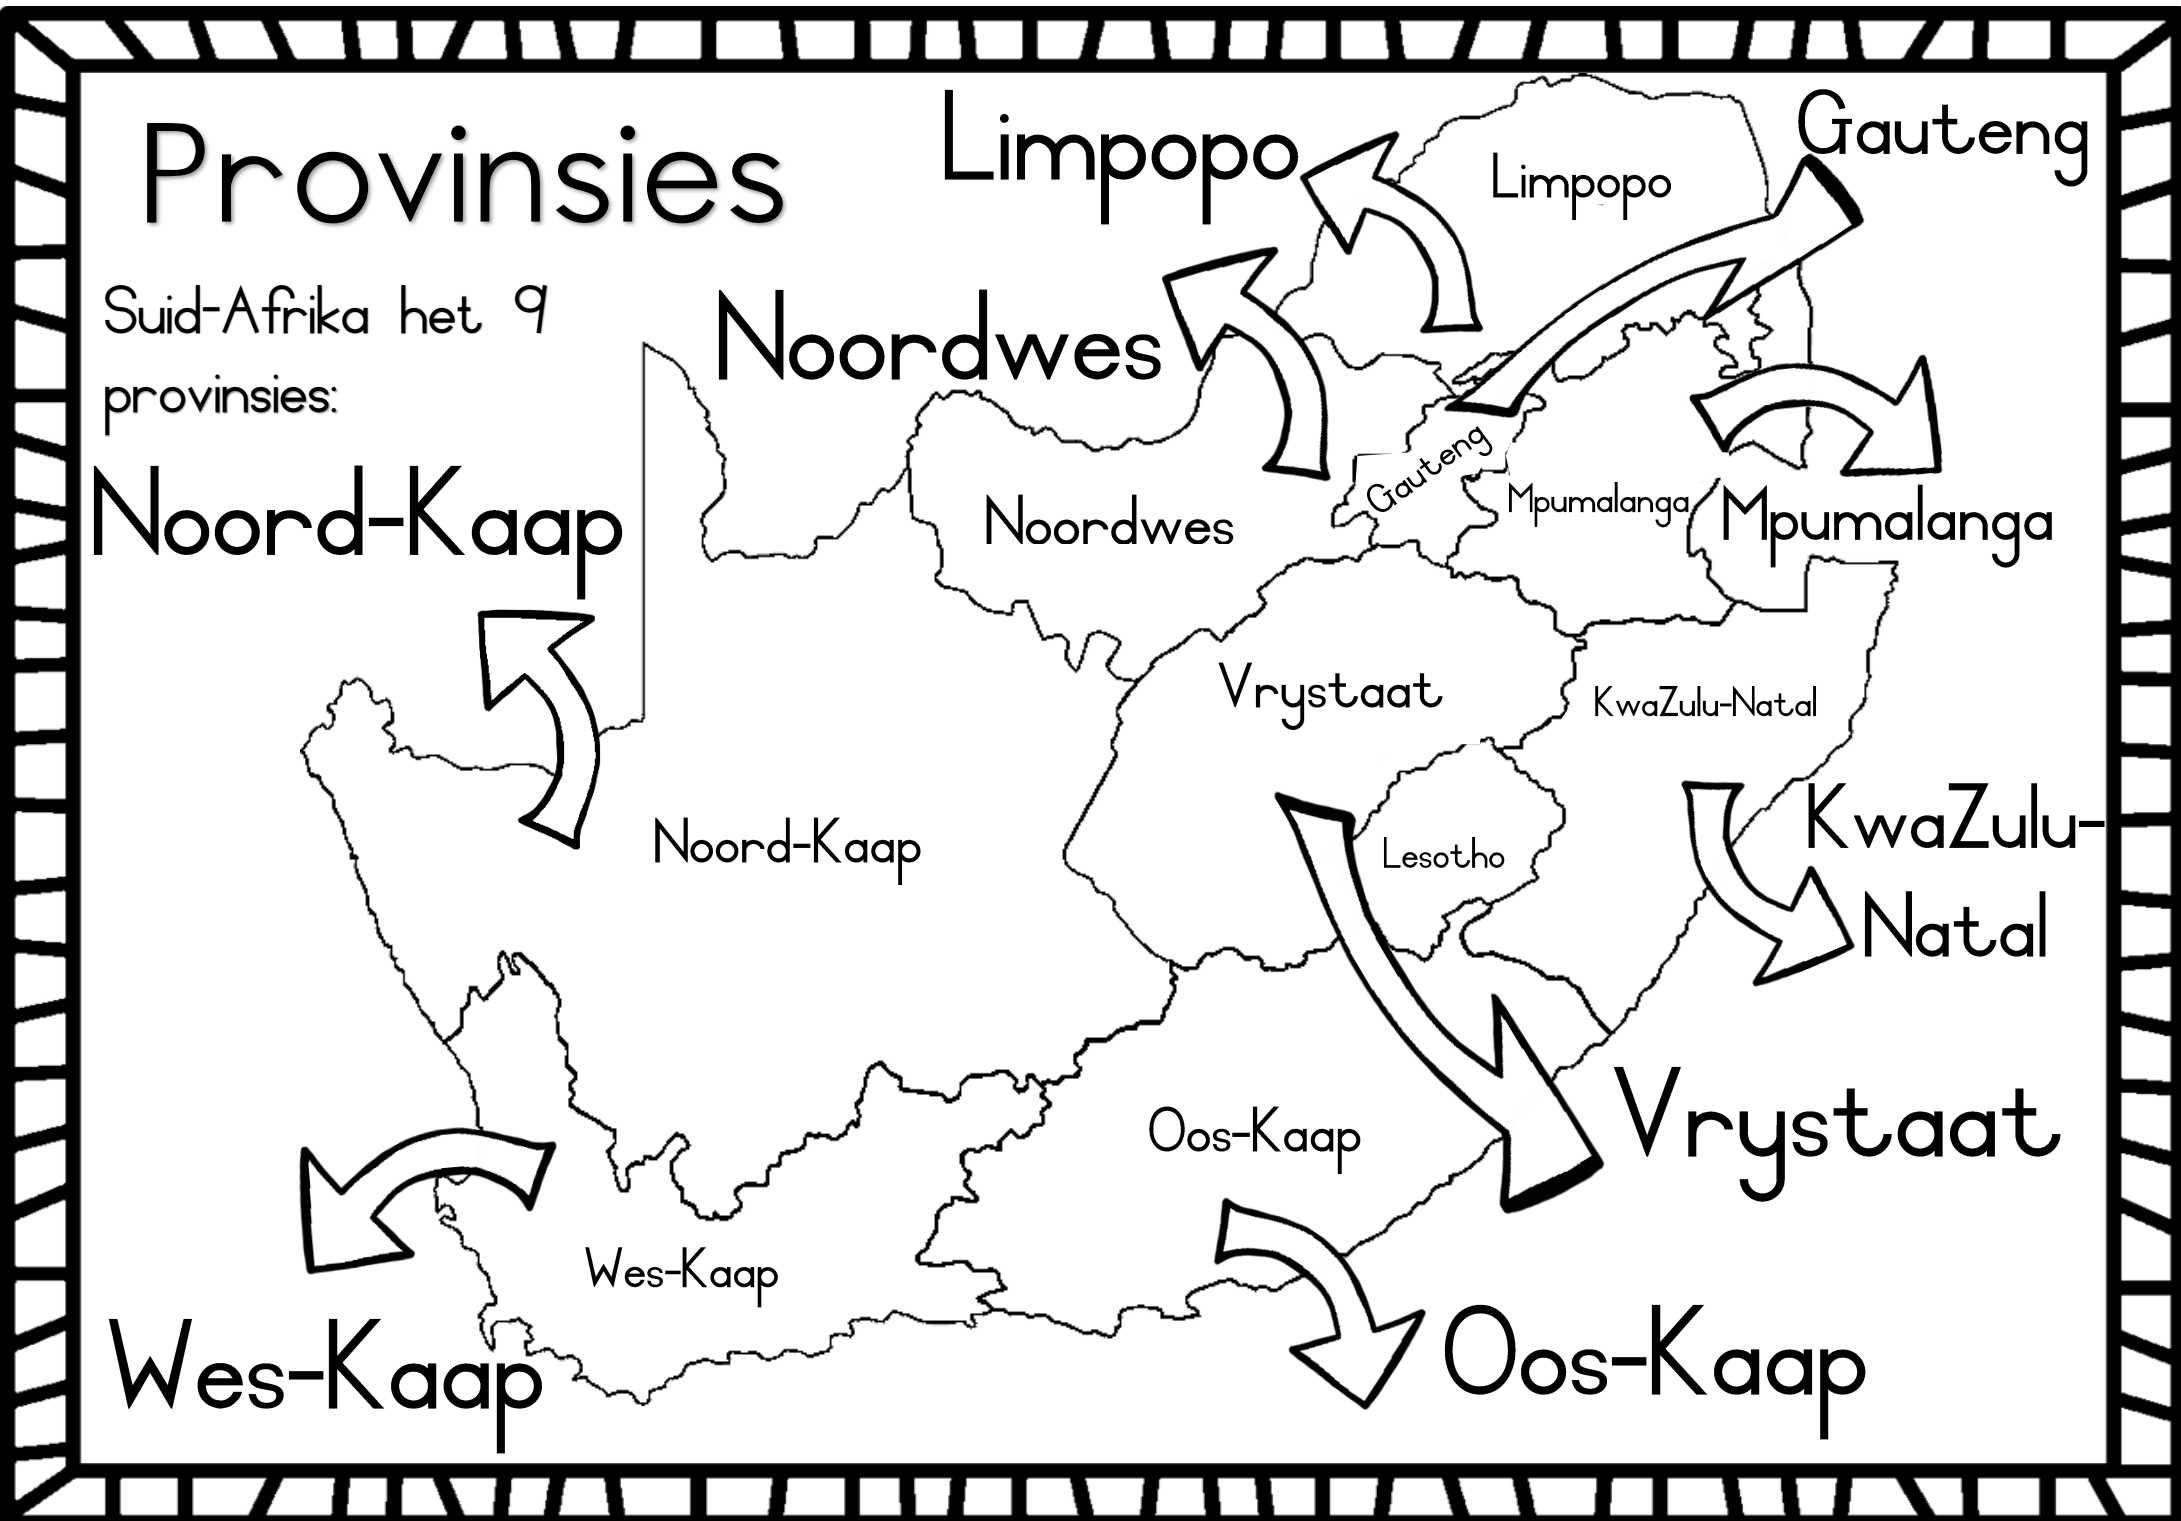 Provinsies
Suid-Afrika het 9
provinsies:
Limpopo
Gauteng
Limpopo
Noordwes
Noord-Kaap
Gauteng
Noordwes
Mpumalanga
Mpumalanga
Vrystaat
KwaZulu-Natal
Noord-Kaap
Lesotho
KwaZulu-
Natal
Oos-Kaap
Vrystaat
Wes-Kaap
Wes-Kaap
Oos-Kaap